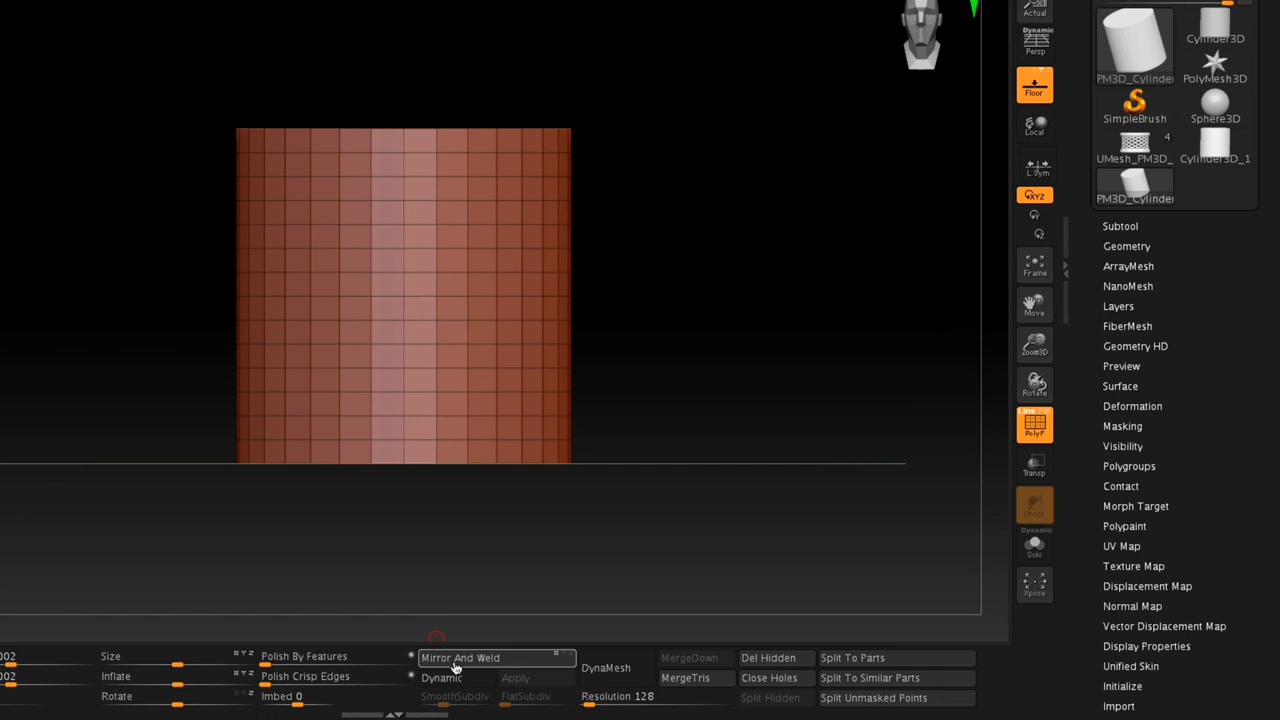 Actual
Dynamic
Persp
Floor
Local
L.Sym
XYZ
Frame
Move
Zoom3D
Rotate
Line Fill
PolyF
Transp
Ghost
Dynamic
Solo
Xpose
PM3D_Cylinder
Cylinder3D
PolyMesh3D
SimpleBrush
Sphere3D
4
UMesh_PM3D_
Cylinder3D_1
PM3D_Cylinder
Subtool
Geometry
ArrayMesh
NanoMesh
Layers
FiberMesh
Geometry HD
Preview
Surface
Deformation
Masking
Visibility
Polygroups
Contact
Morph Target
Polypaint
UV Map
Texture Map
Displacement Map
Normal Map
Vector Displacement Map
Display Properties
Unified Skin
Initialize
Import
002
Size
Polish By Features
Mirror And Weld
DynaMesh
MergeDown
Del Hidden
Split To Parts
002
Inflate
Polish Crisp Edges
Dynamic
Apply
MergeTris
Close Holes
Split To Similar Parts
Rotate
Imbed 0
SmoothSubdiv
FlatSubdiv
Resolution 128
Split Hidden
Split Unmasked Points